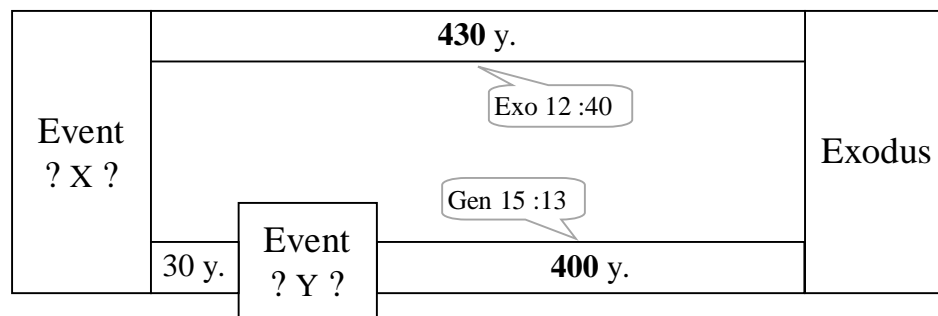 430 y.
Exo 12 :40
Event
? X ?
Exodus
Gen 15 :13
30 y.
Event
? Y ?
400 y.